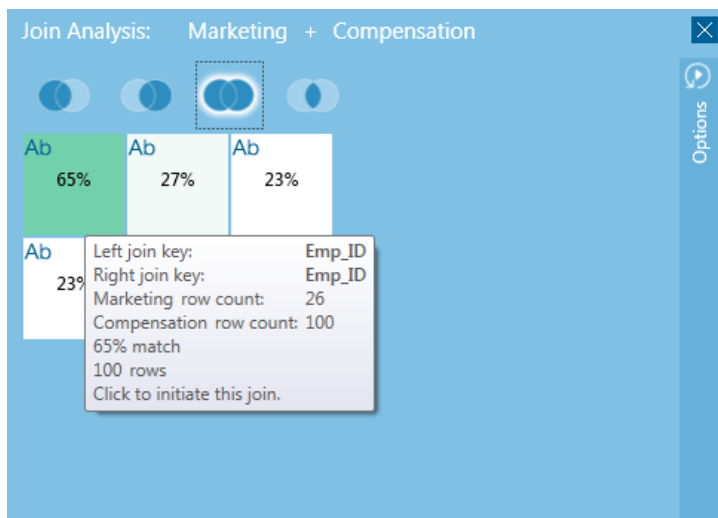 Join Analysis: Marketing + Compensation
Options
Ab
65%
Ab
27%
Ab
23%
Ab
23%
Left join key: Emp_ID
Right join key: Emp_ID
Marketing row count: 26
Compensation row count: 100
65% match
100 rows
Click to initiate this join.